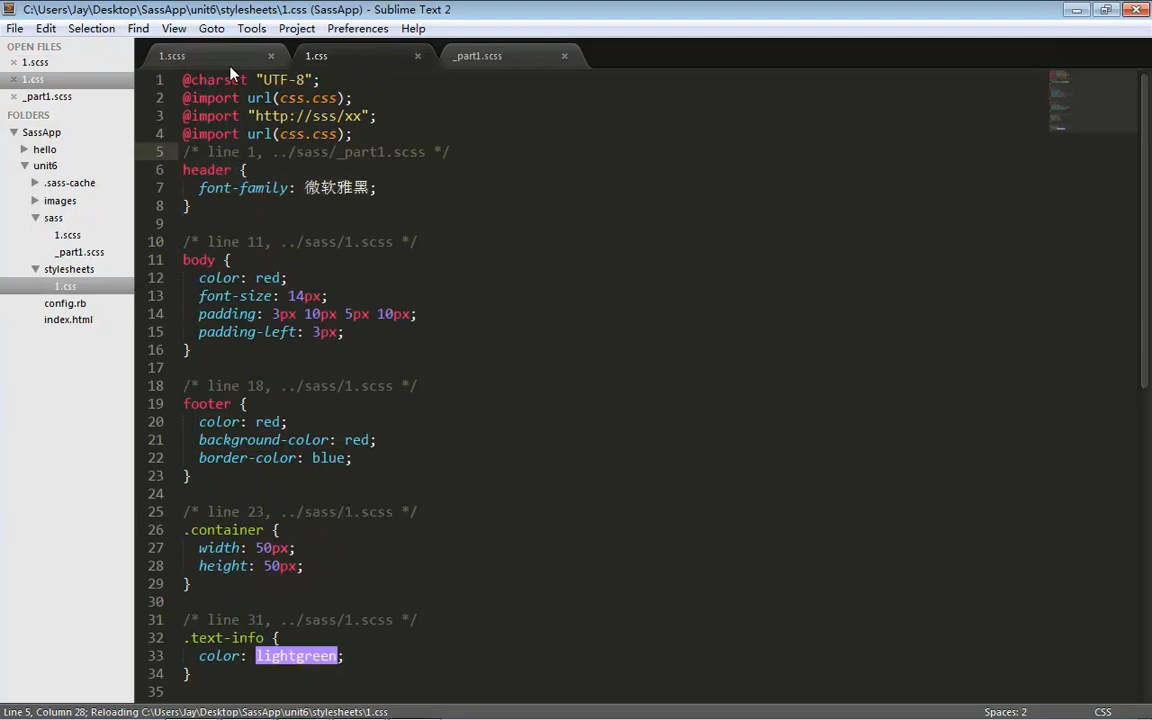 C:\Users\Jay\Desktop\SassApp\unit6\stylesheets\1.css (SassApp) - Sublime Text 2
File Edit Selection Find View Goto Tools Project Preferences Help
OPEN FILES
1.scss
1.css
_part1.scss
FOLDERS
SassApp
hello
unit6
.sass-cache
images
sass
1.scss
_part1.scss
stylesheets
1.css
config.rb
index.html
1.scss 1.css _part1.scss
1 @charset "UTF-8";
2 @import url(css.css);
3 @import "http://sss/xx";
4 @import url(css.css);
5 /* line 1, ../sass/_part1.scss */
6 header {
7 font-family: 微软雅黑;
8 }
9
10 /* line 11, ../sass/1.scss */
11 body {
12 color: red;
13 font-size: 14px;
14 padding: 3px 10px 5px 10px;
15 padding-left: 3px;
16 }
17
18 /* line 18, ../sass/1.scss */
19 footer {
20 color: red;
21 background-color: red;
22 border-color: blue;
23 }
24
25 /* line 23, ../sass/1.scss */
26 .container {
27 width: 50px;
28 height: 50px;
29 }
30
31 /* line 31, ../sass/1.scss */
32 .text-info {
33 color: lightgreen;
34 }
35
Line 5, Column 28; Reloading C:\Users\Jay\Desktop\SassApp\unit6\stylesheets\1.css Spaces: 2 CSS